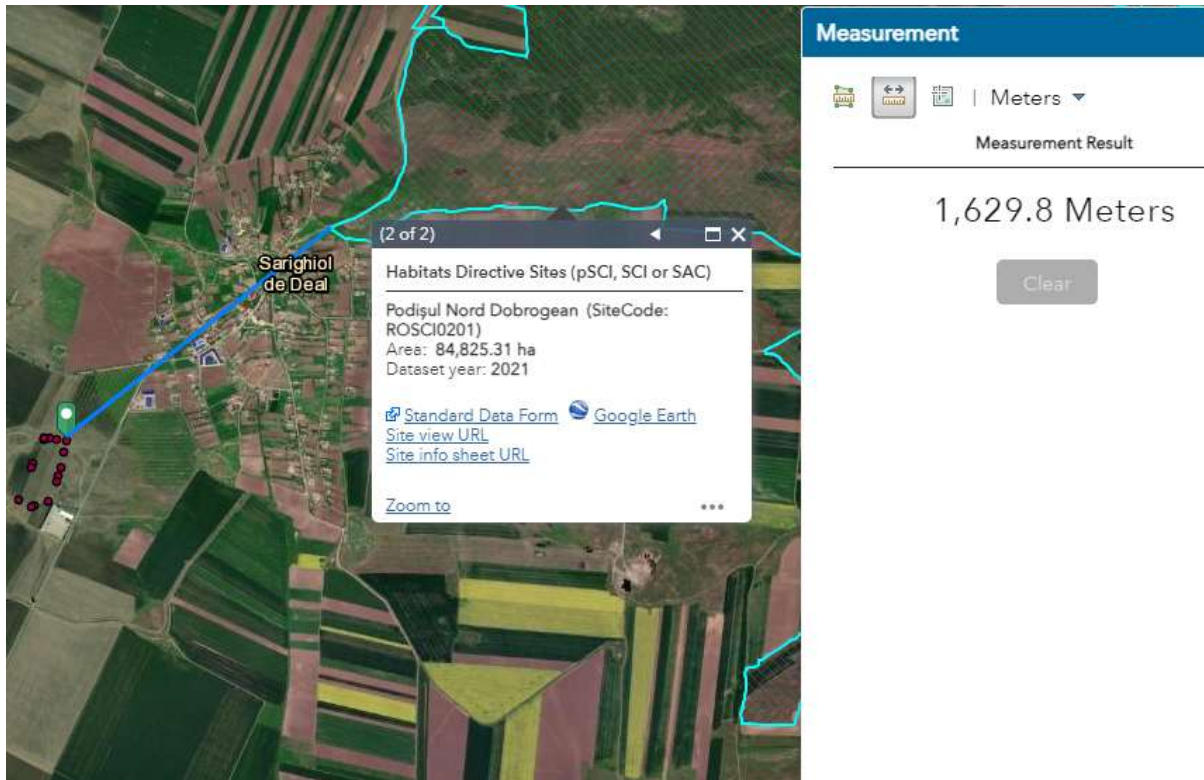 Measurement
Meters
Measurement Result
1,629.8 Meters
Clear
Sarighiol
de Deal
(2 of 2)
Habitats Directive Sites (pSCI, SCI or SAC)
Podişul Nord Dobrogean (SiteCode:
ROSCI0201)
Area: 84,825.31 ha
Dataset year: 2021
Standard Data Form Google Earth
Site view URL
Site info sheet URL
Zoom to